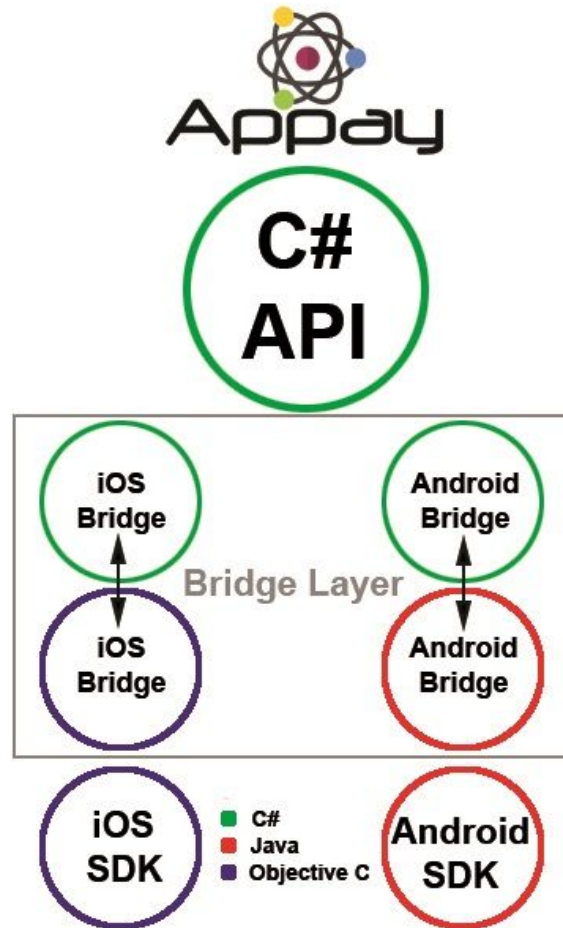 Appay
C#
API
iOS
Bridge
Android
Bridge
Bridge Layer
iOS
Bridge
Android
Bridge
iOS
SDK
C#
Java
Objective C
Android
SDK